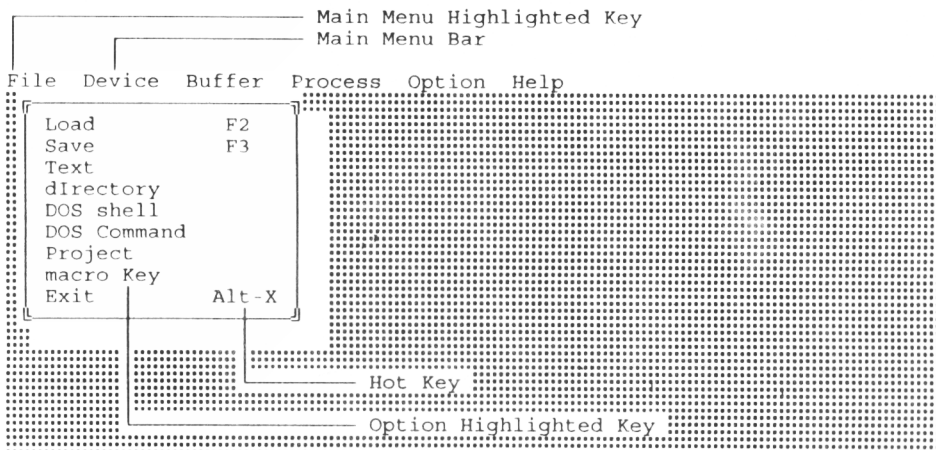 Main Menu Highlighted Key
Main Menu Bar
File Device Buffer Process Option Help
Load F2
Save F3
Text
dIrectory
DOS shell
DOS Command
Project
macro Key
Exit Alt-X
Hot Key
Option Highlighted Key